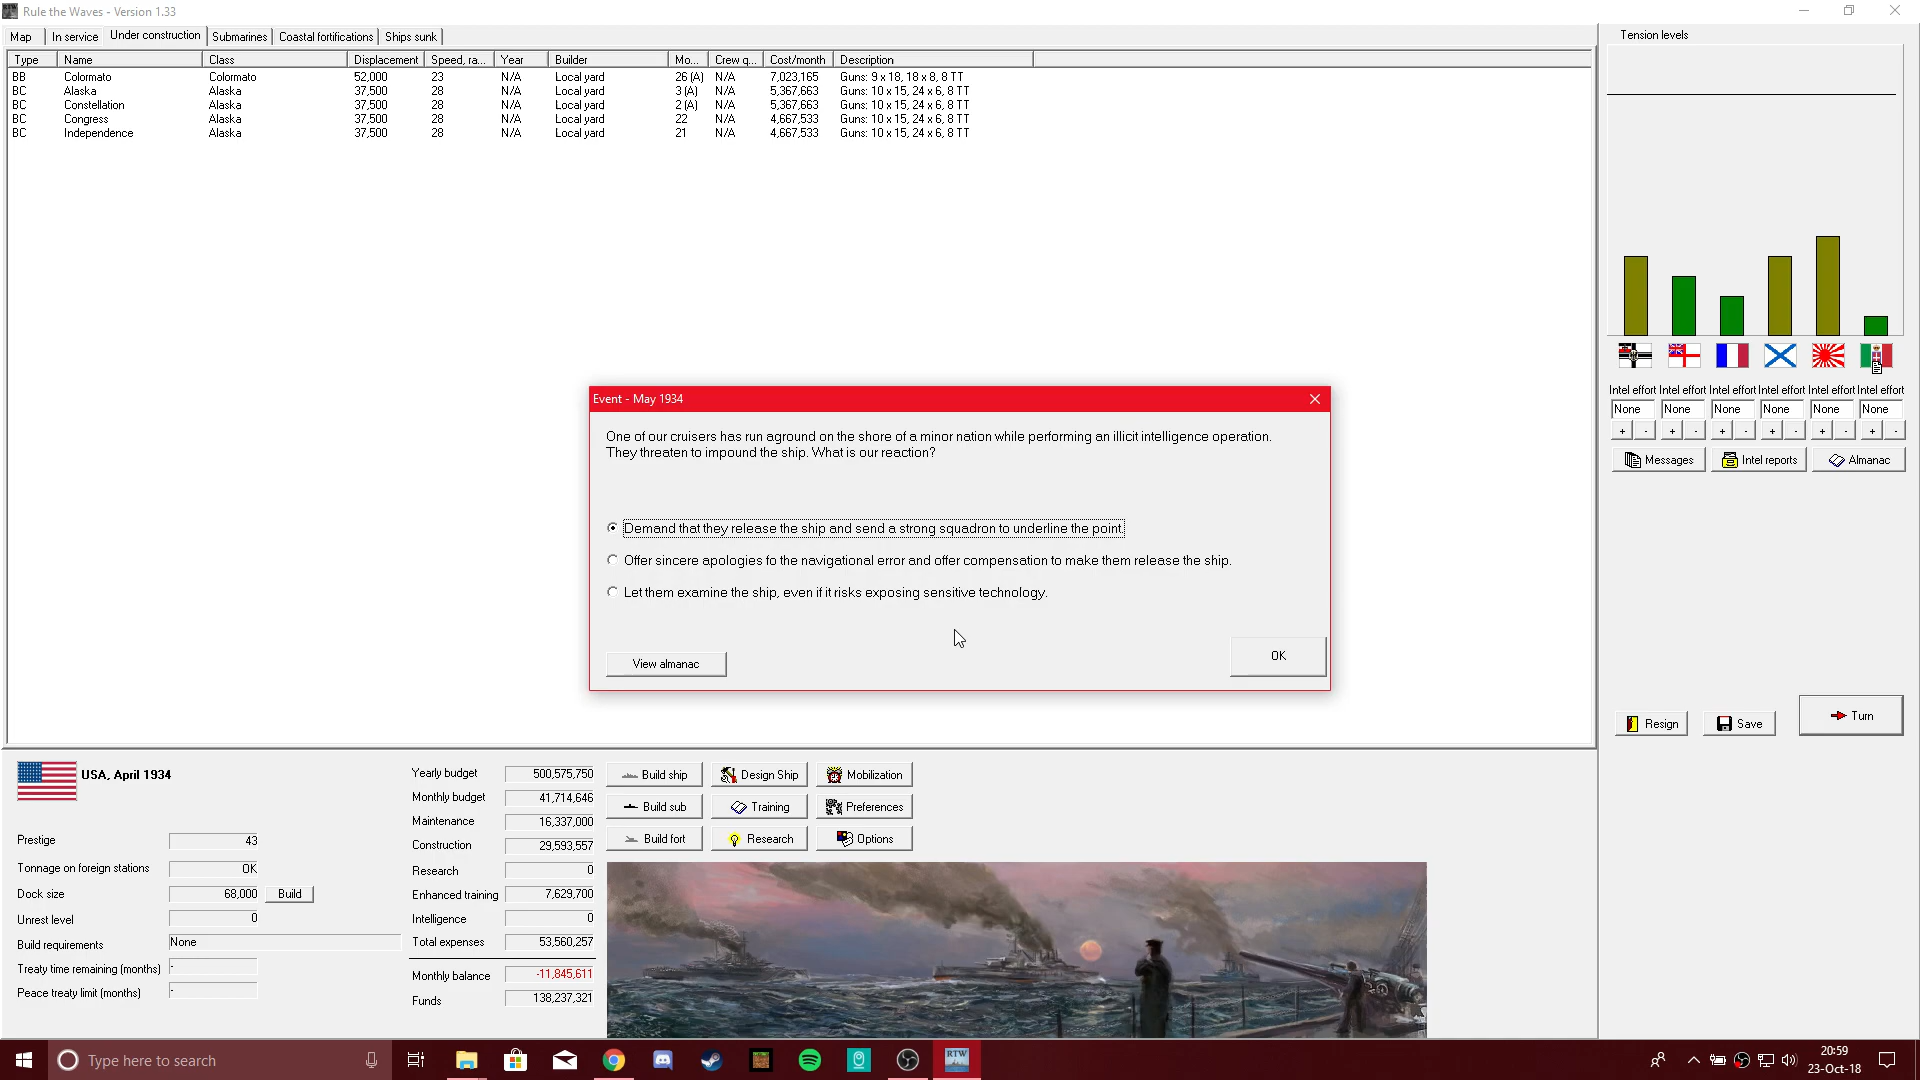 Rule the Waves - Version 1.33
Map In service Under construction Submarines Coastal fortifications Ships sunk
Type Name Class Displacement Speed, ra... Year Builder Mo... Crew q... Cost/month Description
BB Colormato Colormato 52,000 23 N/A Local yard 26 (A) N/A 7,023,165 Guns: 9 x 18, 18 x 8, 8 TT
BC Alaska Alaska 37,500 28 N/A Local yard 3 (A) N/A 5,367,663 Guns: 10 x 15, 24 x 6, 8 TT
BC Constellation Alaska 37,500 28 N/A Local yard 2 (A) N/A 5,367,663 Guns: 10 x 15, 24 x 6, 8 TT
BC Congress Alaska 37,500 28 N/A Local yard 22 N/A 4,667,533 Guns: 10 x 15, 24 x 6, 8 TT
BC Independence Alaska 37,500 28 N/A Local yard 21 N/A 4,667,533 Guns: 10 x 15, 24 x 6, 8 TT
Tension levels
Intel effort Intel effort Intel effort Intel effort Intel effort Intel effort
None None None None None None
+ - + - + - + - + - + -
Messages Intel reports Almanac
Event - May 1934
One of our cruisers has run aground on the shore of a minor nation while performing an illicit intelligence operation.
They threaten to impound the ship. What is our reaction?
Demand that they release the ship and send a strong squadron to underline the point
Offer sincere apologies fo the navigational error and offer compensation to make them release the ship.
Let them examine the ship, even if it risks exposing sensitive technology.
View almanac OK
Resign Save Turn
USA, April 1934
Prestige 43
Tonnage on foreign stations OK
Dock size 68,000 Build
Unrest level 0
Build requirements None
Treaty time remaining (months) -
Peace treaty limit (months) -
Yearly budget 500,575,750
Monthly budget 41,714,646
Maintenance 16,337,000
Construction 29,593,557
Research 0
Enhanced training 7,629,700
Intelligence 0
Total expenses 53,560,257
Monthly balance -11,845,611
Funds 138,237,321
Build ship Design Ship Mobilization
Build sub Training Preferences
Build fort Research Options
Type here to search
RTW
20:59
23-Oct-18